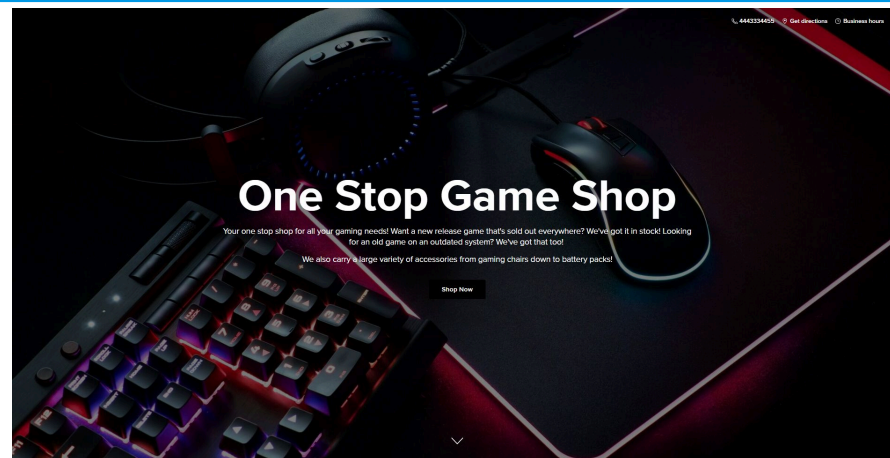 4443334455 Get directions Business hours
One Stop Game Shop
Your one stop shop for all your gaming needs! Want a new release game that's sold out everywhere? We've got it in stock! Looking
for an old game on an outdated system? We've got that too!
We also carry a large variety of accessories from gaming chairs down to battery packs!
Shop Now